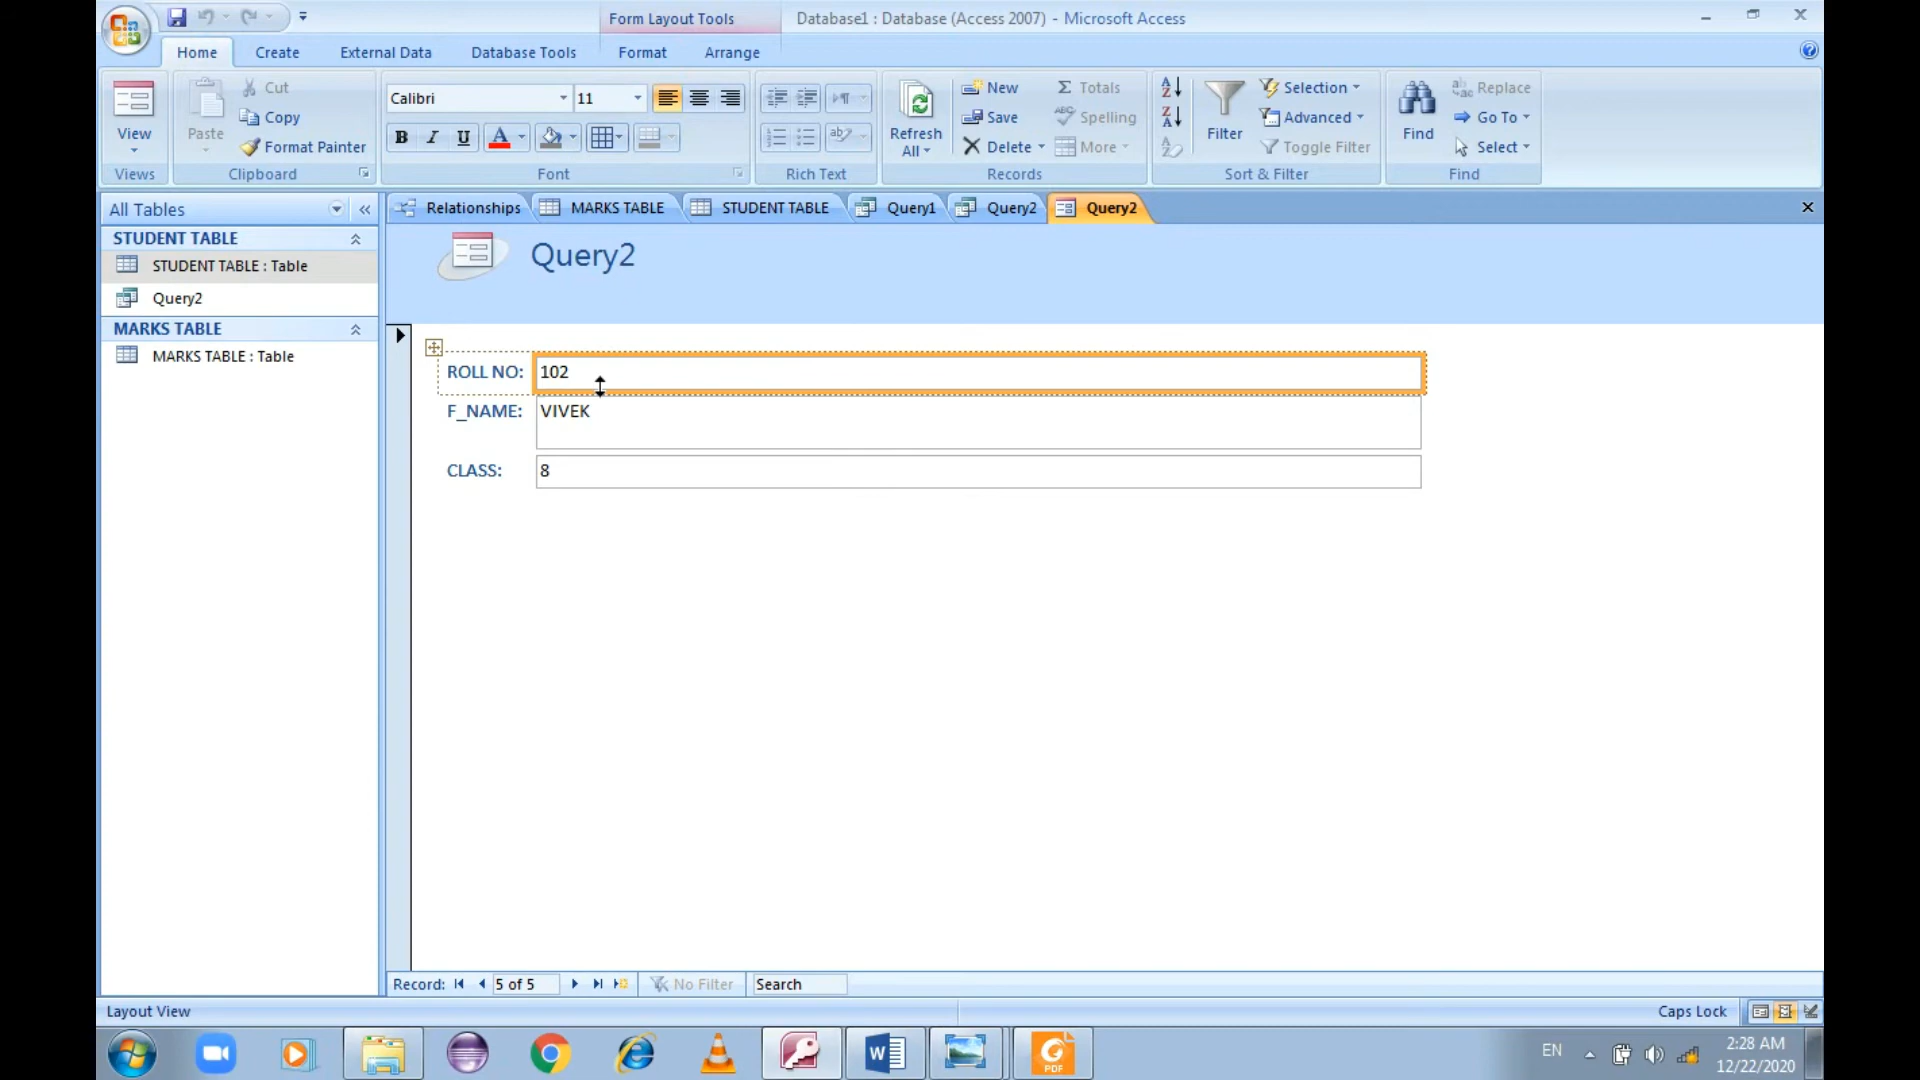 Form Layout Tools
Database1 : Database (Access 2007) - Microsoft Access
Home Create External Data Database Tools Format Arrange
View
Views
Paste
Cut
Copy
Format Painter
Clipboard
Calibri 11
B I U A
Font
Rich Text
Refresh All
New
Save
Delete
Totals
Spelling
More
Records
Filter
Selection
Advanced
Toggle Filter
Sort & Filter
Find
Replace
Go To
Select
Find
All Tables
STUDENT TABLE
STUDENT TABLE : Table
Query2
MARKS TABLE
MARKS TABLE : Table
Relationships MARKS TABLE STUDENT TABLE Query1 Query2 Query2
Query2
ROLL NO: 102
F_NAME: VIVEK
CLASS: 8
Record: 5 of 5 No Filter Search
Layout View Caps Lock
EN
2:28 AM
12/22/2020